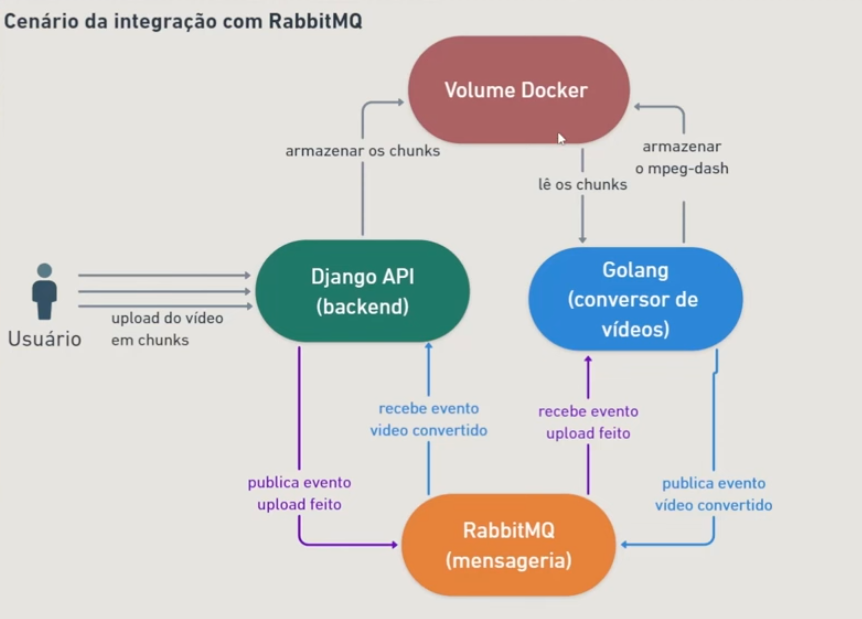 Cenário da integração com RabbitMQ
Volume Docker
armazenar os chunks
armazenar
o mpeg-dash
lê os chunks
Django API
(backend)
Golang
(conversor de
vídeos)
Usuário
upload do vídeo
em chunks
recebe evento
video convertido
recebe evento
upload feito
publica evento
upload feito
publica evento
vídeo convertido
RabbitMQ
(mensageria)